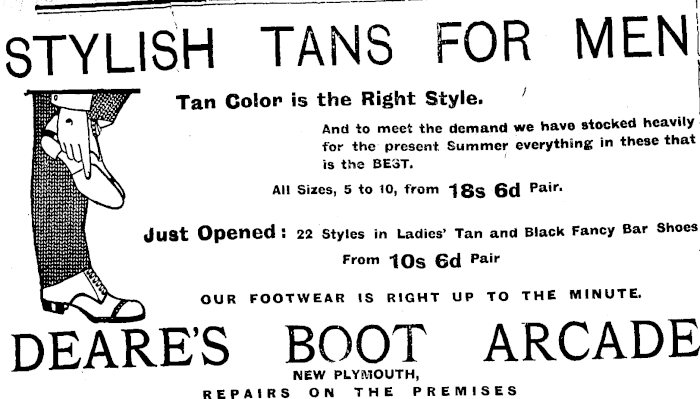 STYLISH TANS FOR MEN
Tan Color is the Right Style.
And to meet the demand we have stocked heavily
for the present Summer everything in these that
is the BEST.
All Sizes, 5 to 10, from 18s 6d Pair.
Just Opened: 22 Styles in Ladies' Tan and Black Fancy Bar Shoes
From 10s 6d Pair
OUR FOOTWEAR IS RIGHT UP TO THE MINUTE.
DEARE'S BOOT ARCADE
NEW PLYMOUTH,
REPAIRS ON THE PREMISES